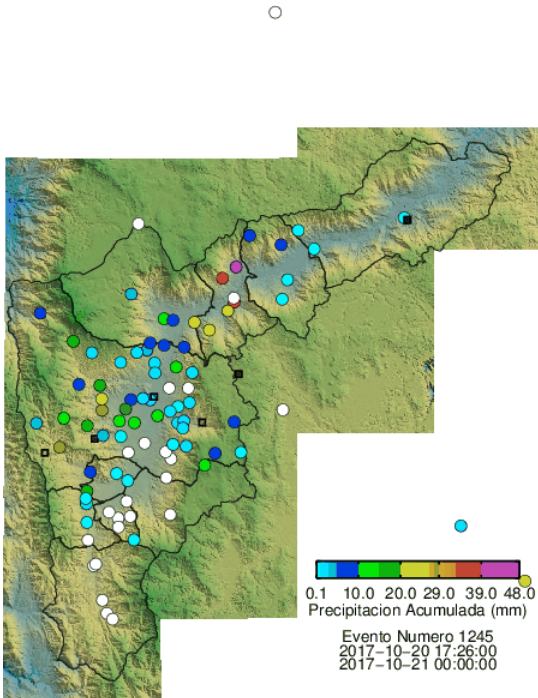 0.1 10.0 20.0 29.0 39.0 48.0
Precipitacion Acumulada (mm)
Evento Numero 1245
2017-10-20 17:26:00
2017-10-21 00:00:00